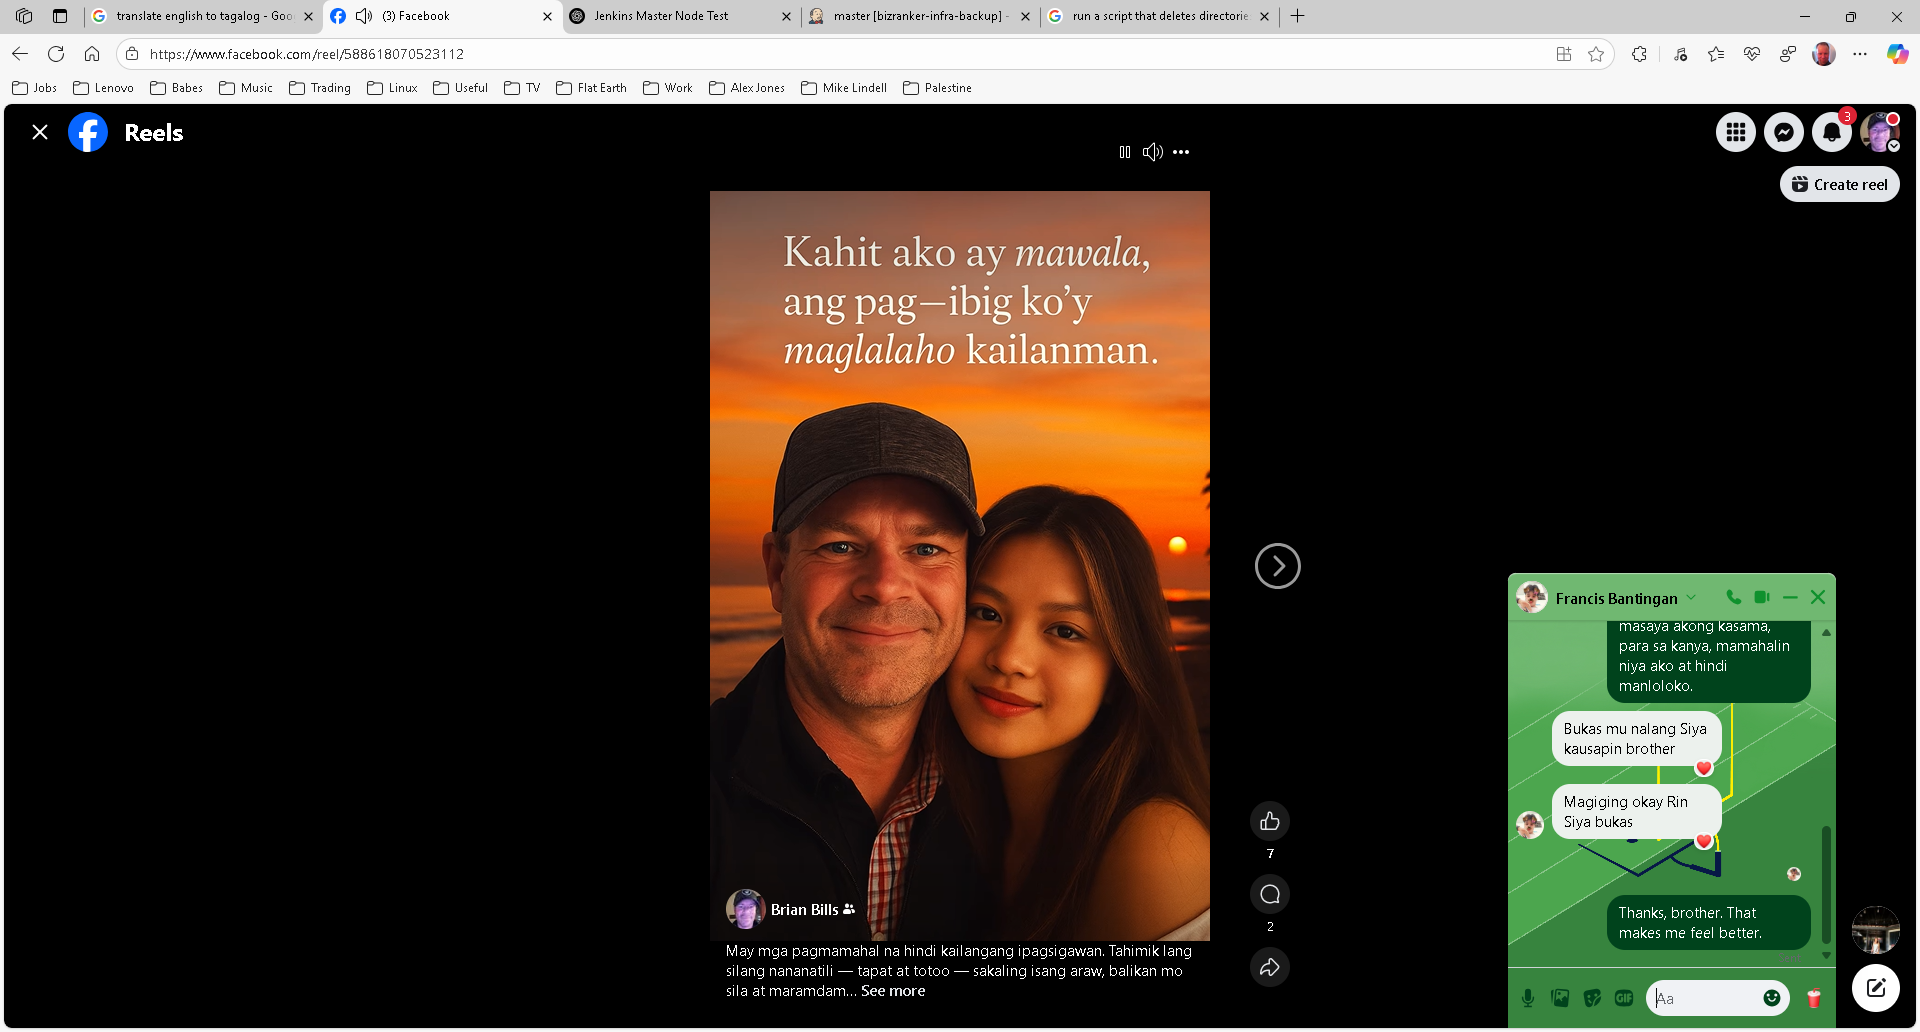 translate english to tagalog - Goo
(3) Facebook
Jenkins Master Node Test
master [bizranker-infra-backup] -
run a script that deletes directorie
https://www.facebook.com/reel/588618070523112
Jobs
Lenovo
Babes
Music
Trading
Linux
Useful
TV
Flat Earth
Work
Alex Jones
Mike Lindell
Palestine
Reels
3
Create reel
Kahit ako ay mawala,
ang pag—ibig ko’y
maglalaho kailanman.
Brian Bills
May mga pagmamahal na hindi kailangang ipagsigawan. Tahimik lang
silang nananatili — tapat at totoo — sakaling isang araw, balikan mo
sila at maramdam... See more
7
2
Francis Bantingan
masaya akong kasama,
para sa kanya, mamahalin
niya ako at hindi
manloloko.
Bukas mu nalang Siya
kausapin brother
Magiging okay Rin
Siya bukas
Thanks, brother. That
makes me feel better.
GIF
Aa